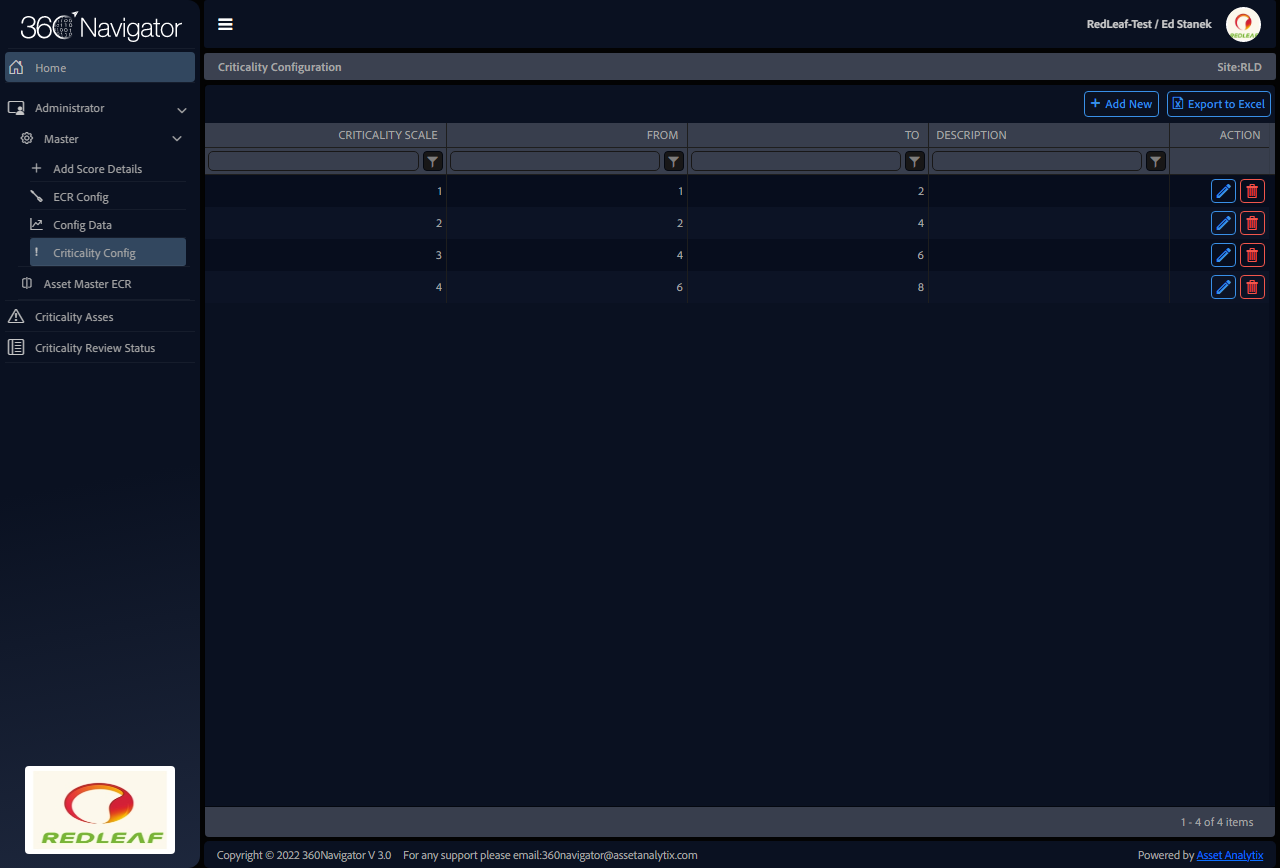 360 Navigator
RedLeaf-Test / Ed Stanek
REDLEAF
Home
Criticality Configuration
Site:RLD
Administrator
Add New
Export to Excel
Master
CRITICALITY SCALE FROM TO DESCRIPTION ACTION
Add Score Details
ECR Config
Config Data
Criticality Config
Asset Master ECR
Criticality Asses
Criticality Review Status
1 1 2
2 2 4
3 4 6
4 6 8
REDLEAF
1 - 4 of 4 items
Copyright © 2022 360Navigator V 3.0 For any support please email:360navigator@assetanalytix.com
Powered by Asset Analytix